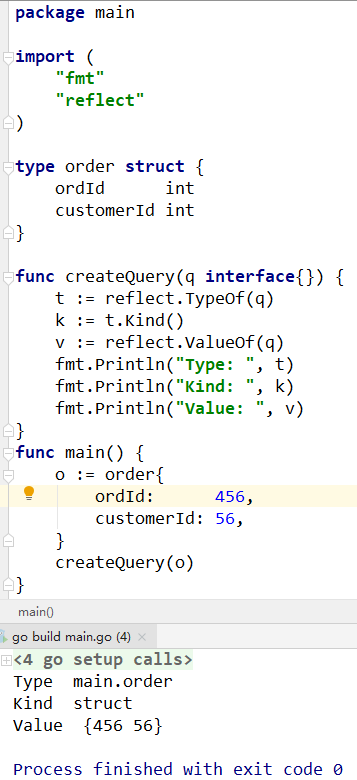 package main
import (
    "fmt"
    "reflect"
)
type order struct {
    ordId      int
    customerId int
}
func createQuery(q interface{}) {
    t := reflect.TypeOf(q)
    k := t.Kind()
    v := reflect.ValueOf(q)
    fmt.Println("Type: ", t)
    fmt.Println("Kind: ", k)
    fmt.Println("Value: ", v)
}
func main() {
    o := order{
        ordId:      456,
        customerId: 56,
    }
    createQuery(o)
}
main()
go build main.go (4) ×
<4 go setup calls>
Type  main.order
Kind  struct
Value  {456 56}
Process finished with exit code 0